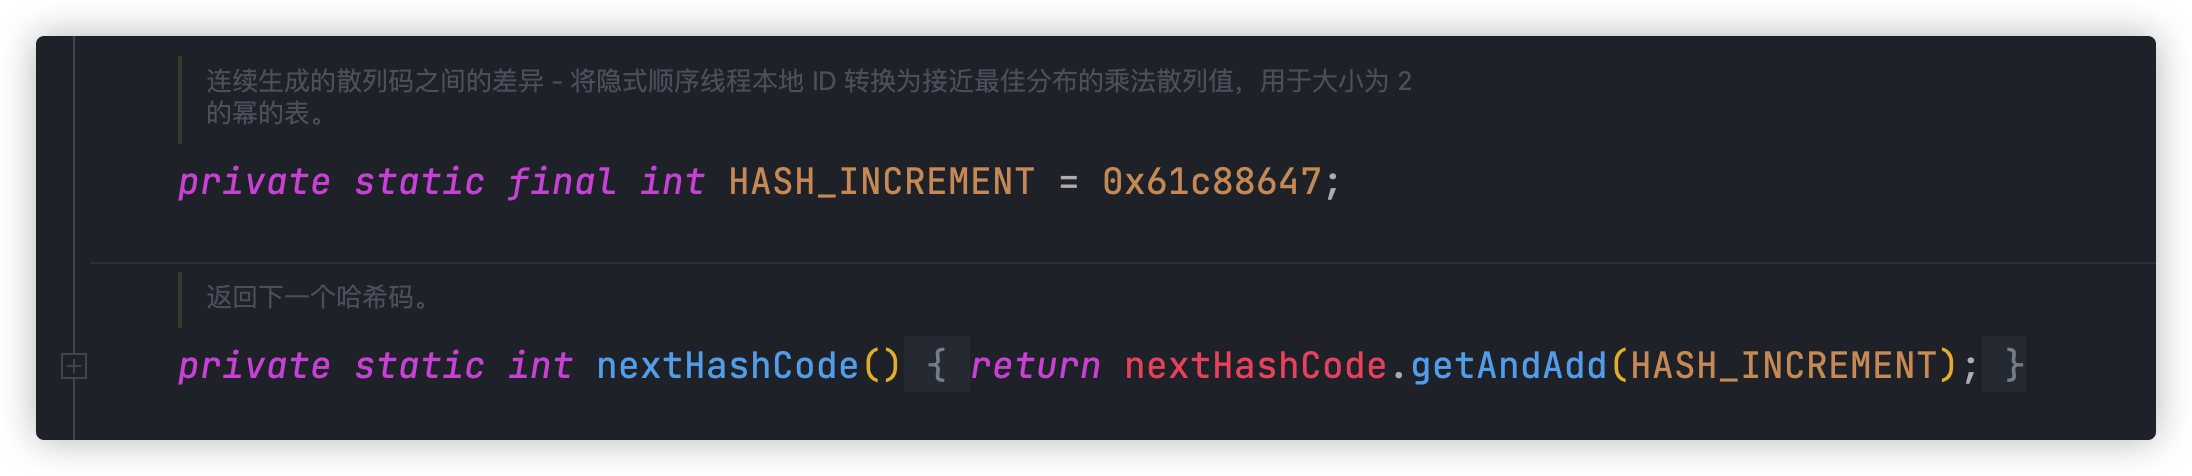 连续生成的散列码之间的差异 - 将隐式顺序线程本地 ID 转换为接近最佳分布的乘法散列值，用于大小为 2
的幂的表。
private static final int HASH_INCREMENT = 0x61c88647;
返回下一个哈希码。
private static int nextHashCode() { return nextHashCode.getAndAdd(HASH_INCREMENT); }